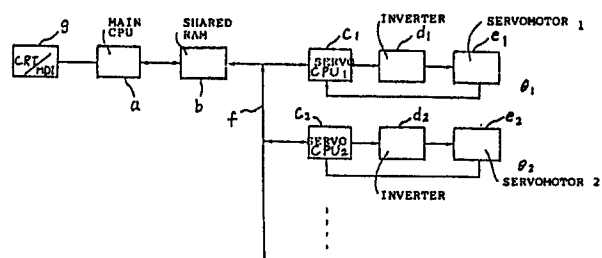 g
MAIN
CPU
SHARED
RAM
C1
INVERTER
d1
SERVOMOTOR 1
e1
CRT/MDI
SERVO
CPU1
a
b
θ1
f
C2
d2
e2
SERVO
CPU2
θ2
INVERTER
SERVOMOTOR 2